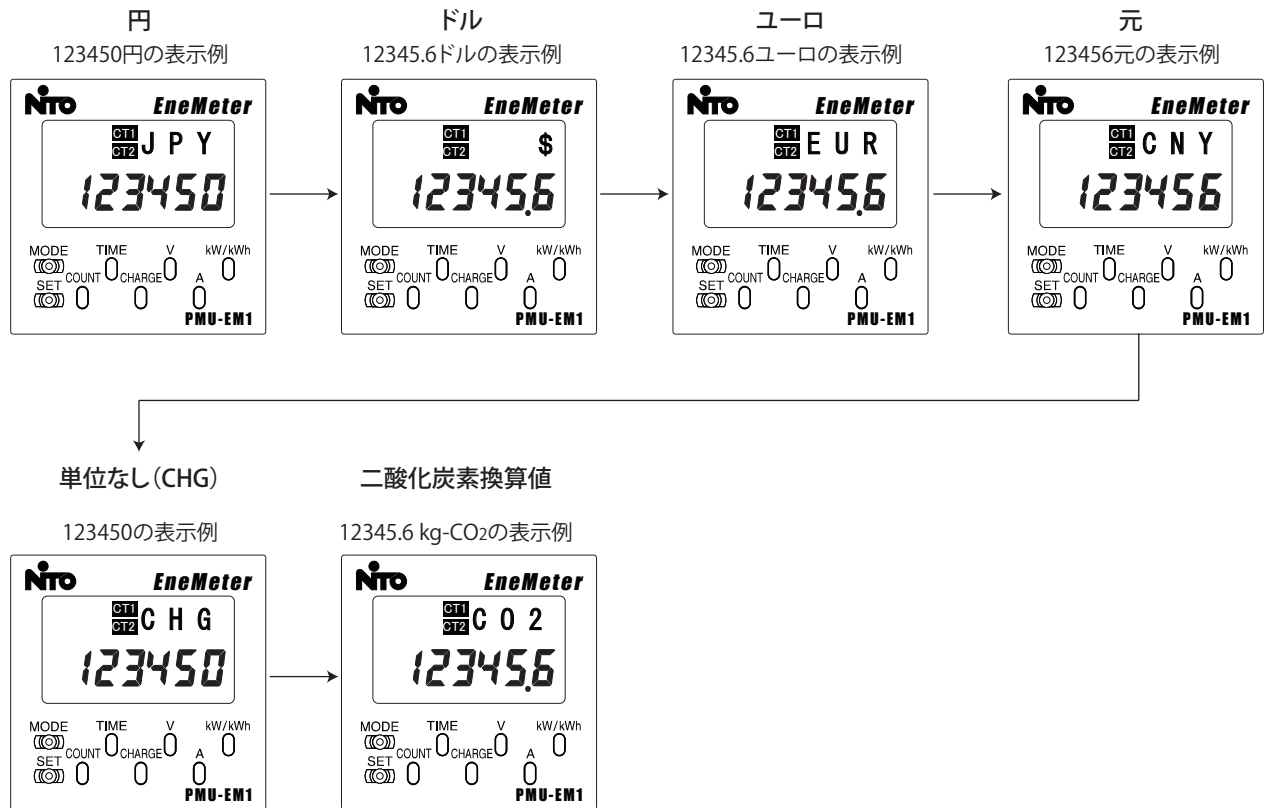 円
123450円の表示例
NiTO EneMeter
CT1
CT2 JPY
123450
MODE TIME V kW/kWh
COUNT CHARGE A
SET
PMU-EM1
ドル
12345.6ドルの表示例
NiTO EneMeter
CT1
CT2 $
12345.6
MODE TIME V kW/kWh
COUNT CHARGE A
SET
PMU-EM1
ユーロ
12345.6ユーロの表示例
NiTO EneMeter
CT1
CT2 EUR
12345.6
MODE TIME V kW/kWh
COUNT CHARGE A
SET
PMU-EM1
元
123456元の表示例
NiTO EneMeter
CT1
CT2 CNY
123456
MODE TIME V kW/kWh
COUNT CHARGE A
SET
PMU-EM1
単位なし(CHG)
123450の表示例
NiTO EneMeter
CT1
CT2 CHG
123450
MODE TIME V kW/kWh
COUNT CHARGE A
SET
PMU-EM1
二酸化炭素換算値
12345.6 kg-CO2の表示例
NiTO EneMeter
CT1
CT2 CO2
12345.6
MODE TIME V kW/kWh
COUNT CHARGE A
SET
PMU-EM1